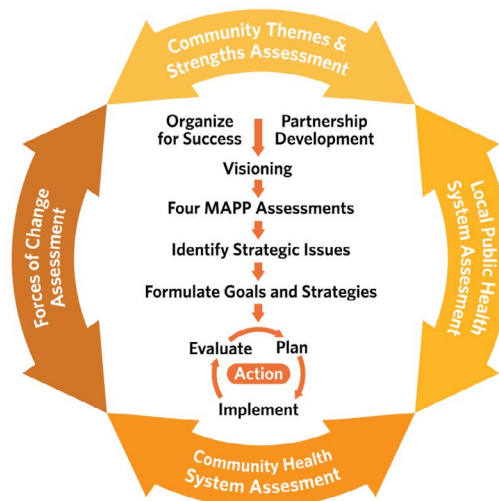 Community Themes &
Strengths Assessment
Organize
for Success
Partnership
Development
Visioning
Four MAPP Assessments
Identify Strategic Issues
Formulate Goals and Strategies
Evaluate
Plan
Action
Implement
Forces of Change
Assessment
Local Public Health
System Assesment
Community Health
System Assesment